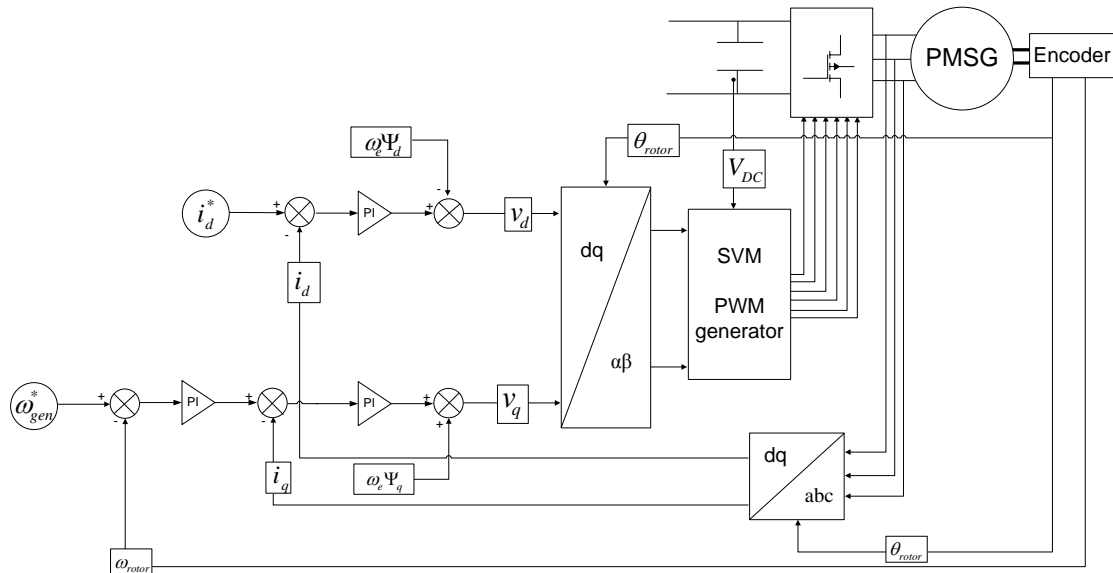 PMSG
Encoder
ω_eΨ_d
θ_rotor
V_DC
-
i_d^*
+
-
PI
+
v_d
dq
αβ
SVM
PWM
generator
i_d
ω_gen^*
+
-
PI
+
-
PI
+
+
v_q
i_q
ω_eΨ_q
dq
abc
ω_rotor
θ_rotor